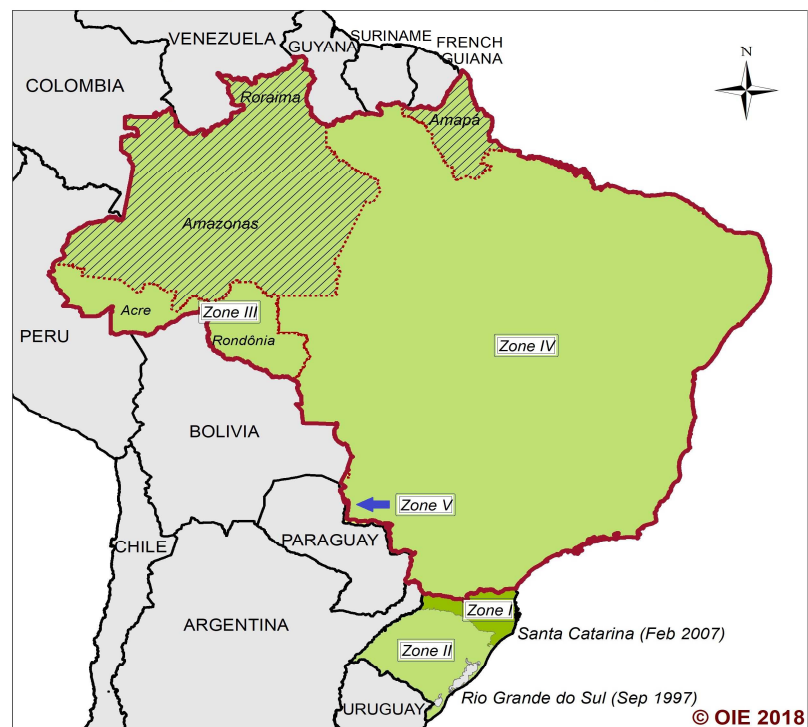 VENEZUELA
GUYANA
SURINAME
FRENCH
GUIANA
N
COLOMBIA
Roraima
Amapá
Amazonas
Acre
Zone III
Rondônia
PERU
Zone IV
BOLIVIA
Zone V
PARAGUAY
CHILE
Zone I
ARGENTINA
Santa Catarina (Feb 2007)
Zone II
Rio Grande do Sul (Sep 1997)
URUGUAY
© OIE 2018